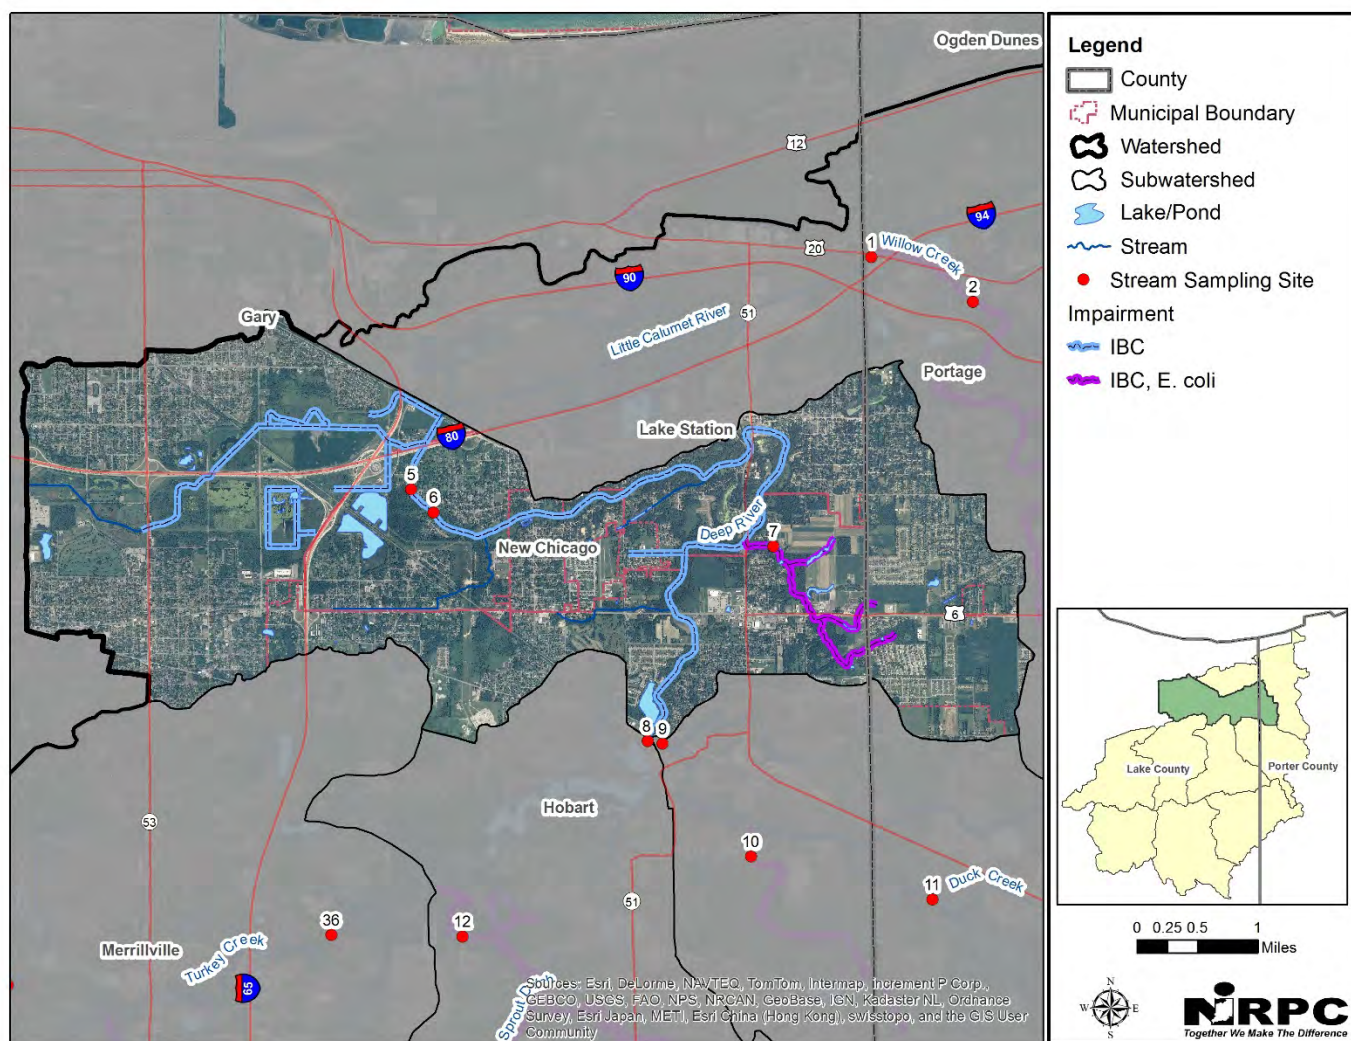 Ogden Dunes
12
94
20
1
Willow Creek
90
2
51
Little Calumet River
Gary
Portage
Lake Station
80
5
6
Deep River
7
New Chicago
6
8
9
Hobart
53
10
51
11
Duck Creek
36
12
Merrillville
Turkey Creek
65
Sprout Ditch
Sources: Esri, DeLorme, NAVTEQ, TomTom, Intermap, increment P Corp.,
GEBCO, USGS, FAO, NPS, NRCAN, GeoBase, IGN, Kadaster NL, Ordnance
Survey, Esri Japan, METI, Esri China (Hong Kong), swisstopo, and the GIS User
Community
Legend
County
Municipal Boundary
Watershed
Subwatershed
Lake/Pond
Stream
Stream Sampling Site
Impairment
IBC
IBC, E. coli
Lake County
Porter County
0 0.25 0.5 1
Miles
N
W E
S
NIRPC
Together We Make The Difference